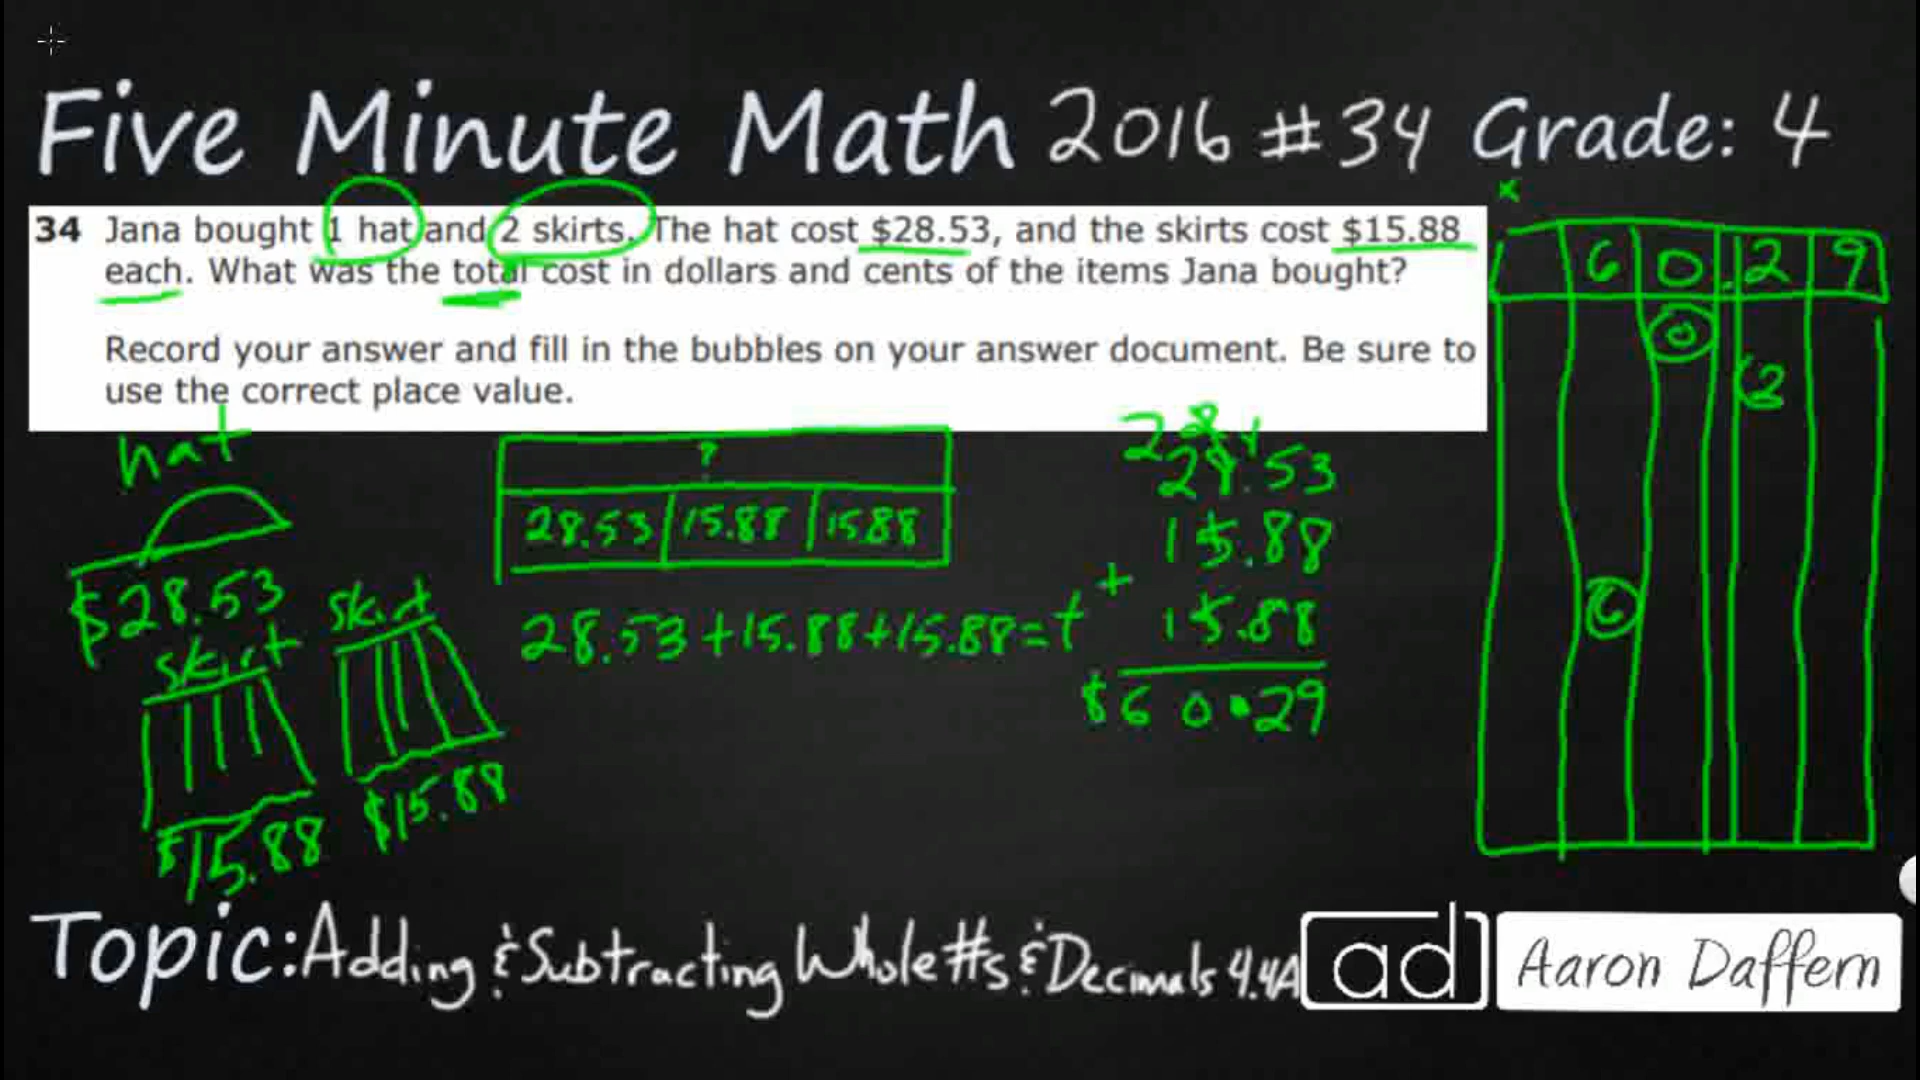 Five Minute Math 2016 #34 Grade: 4
34 Jana bought 1 hat and 2 skirts. The hat cost $28.53, and the skirts cost $15.88
each. What was the total cost in dollars and cents of the items Jana bought?
Record your answer and fill in the bubbles on your answer document. Be sure to
use the correct place value.
6 0 . 2 9
0
2
6
hat
$28.53
skirt
$15.88
skirt
$15.88
?
28.53 15.88 15.88
28.53+15.88+15.88=t
28.53
15.88
+ 15.88
$60.29
Topic: Adding & Subtracting Whole #s & Decimals 4.4A
ad
Aaron Daffern